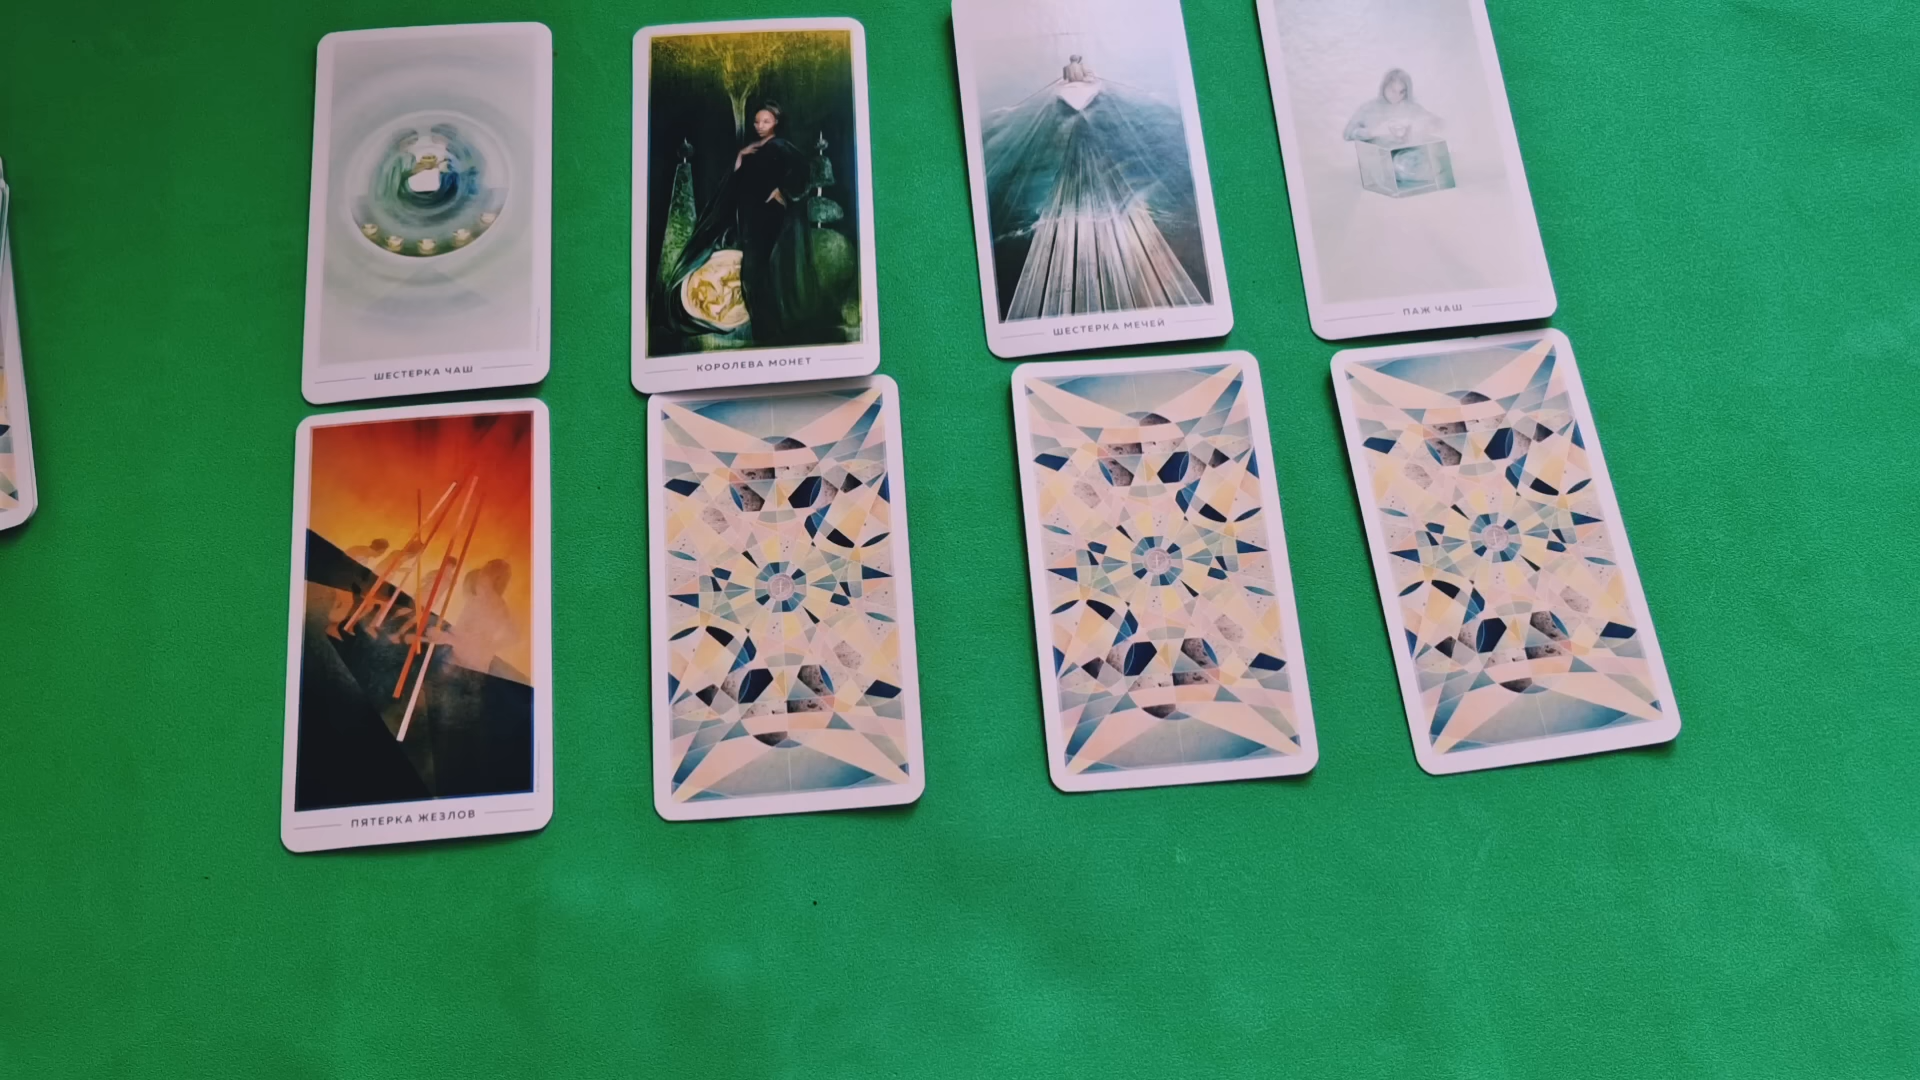 ШЕСТЕРКА ЧАШ
КОРОЛЕВА МОНЕТ
ШЕСТЕРКА МЕЧЕЙ
ПАЖ ЧАШ
ПЯТЕРКА ЖЕЗЛОВ